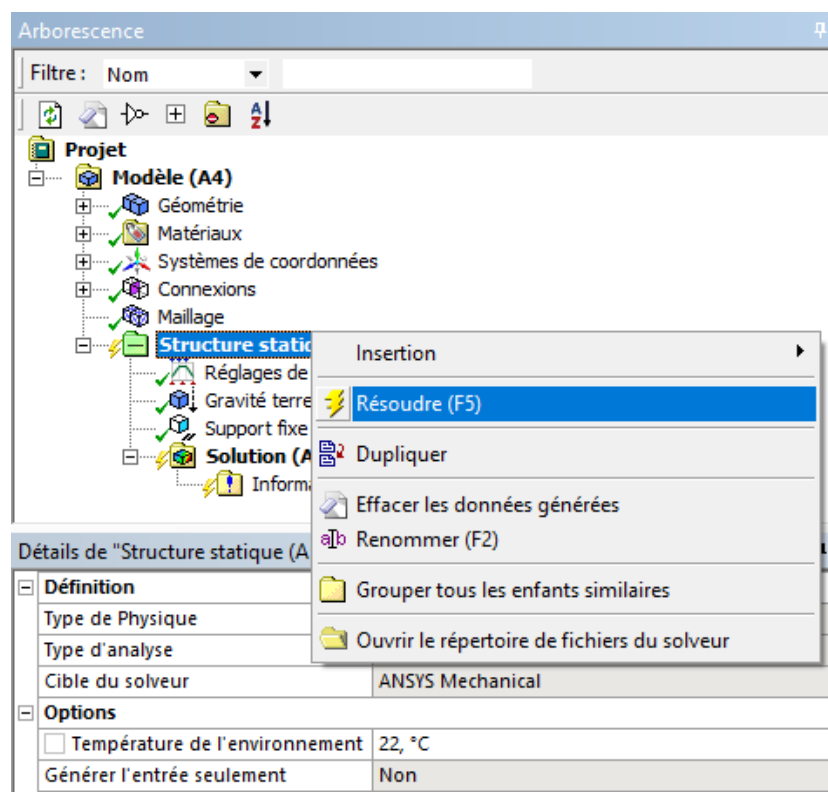 Arborescence
Filtre : Nom
Projet
Modèle (A4)
Géométrie
Matériaux
Systèmes de coordonnées
Connexions
Maillage
Structure static
Insertion
Réglages de
Résoudre (F5)
Gravité terre
Support fixe
Dupliquer
Solution (A
Informa
Effacer les données générées
Renommer (F2)
Détails de "Structure statique (A
Grouper tous les enfants similaires
Définition
Type de Physique
Ouvrir le répertoire de fichiers du solveur
Type d'analyse
Cible du solveur ANSYS Mechanical
Options
Température de l'environnement 22, °C
Générer l'entrée seulement Non